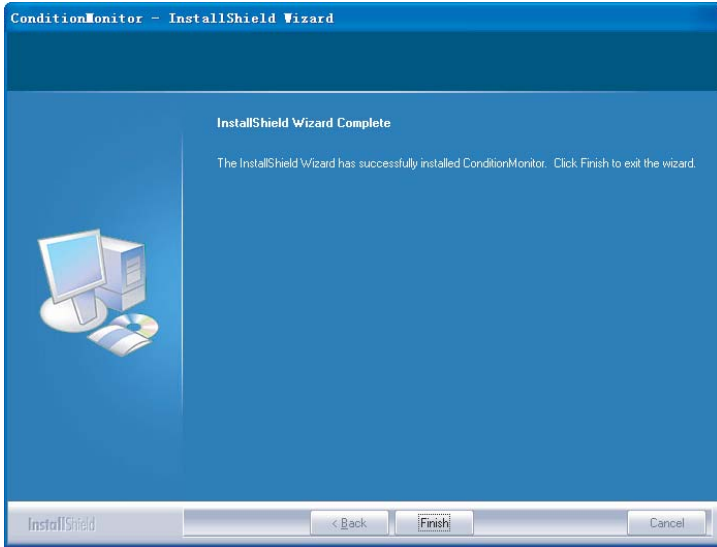 ConditionMonitor - InstallShield Wizard
InstallShield Wizard Complete
The InstallShield Wizard has successfully installed ConditionMonitor. Click Finish to exit the wizard.
InstallShield
< Back
Finish
Cancel